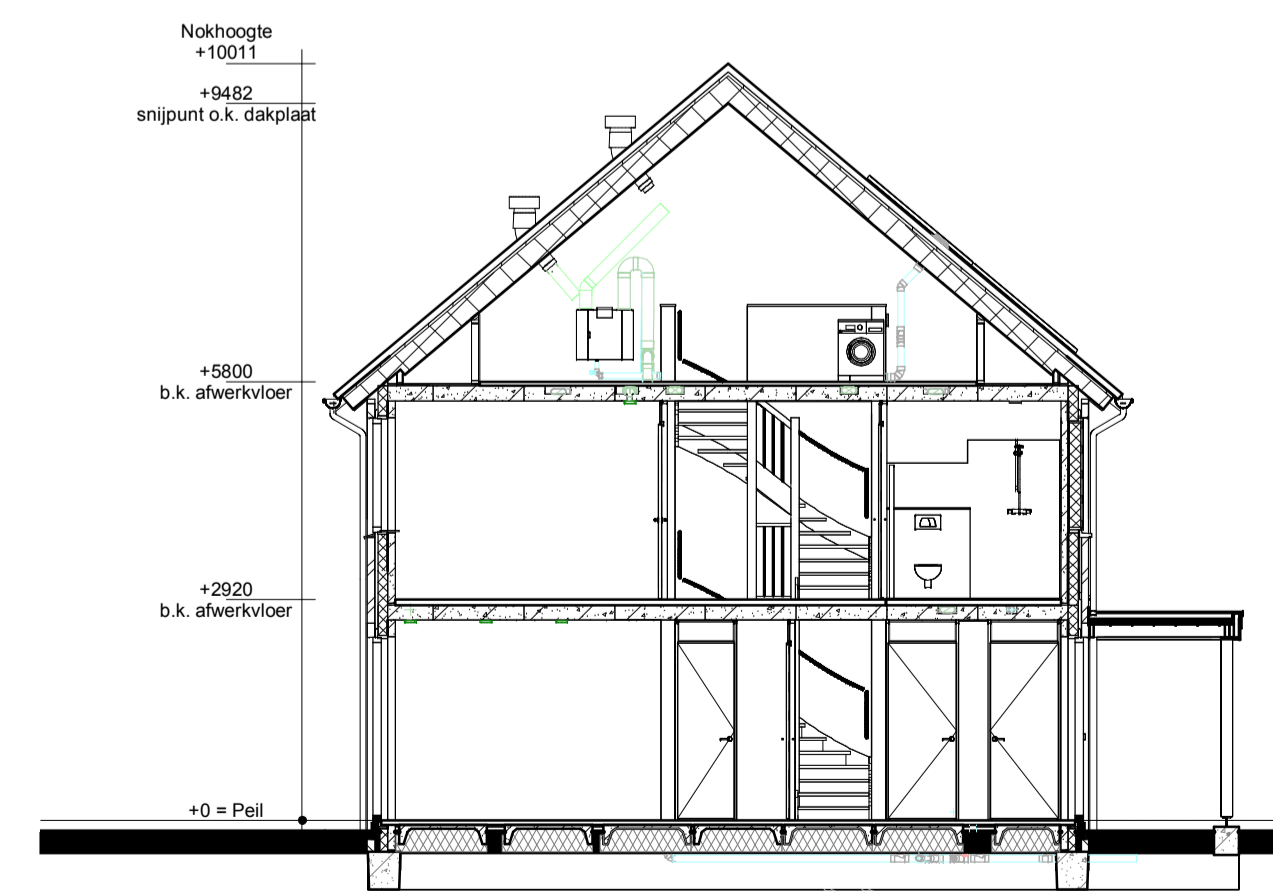 Nokhoogte
+10011
+9482
snijpunt o.k. dakplaat
+5800
b.k. afwerkvloer
+2920
b.k. afwerkvloer
+0 = Peil